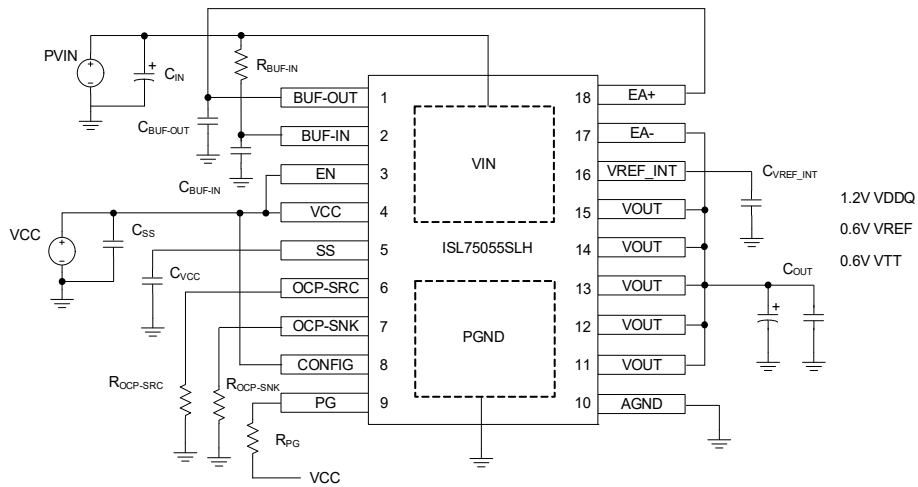 PVIN
C_IN
R_BUF-IN
BUF-OUT 1
18 EA+
C_BUF-OUT
BUF-IN 2
17 EA-
VIN
C_BUF-IN
EN 3
16 VREF_INT
C_VREF_INT
VCC
C_SS
VCC 4
15 VOUT
1.2V VDDQ
0.6V VREF
0.6V VTT
C_VCC
SS 5
ISL75055SLH
14 VOUT
OCP-SRC 6
13 VOUT
C_OUT
OCP-SNK 7
12 VOUT
PGND
R_OCP-SRC
R_OCP-SNK
CONFIG 8
11 VOUT
PG 9
10 AGND
R_PG
VCC